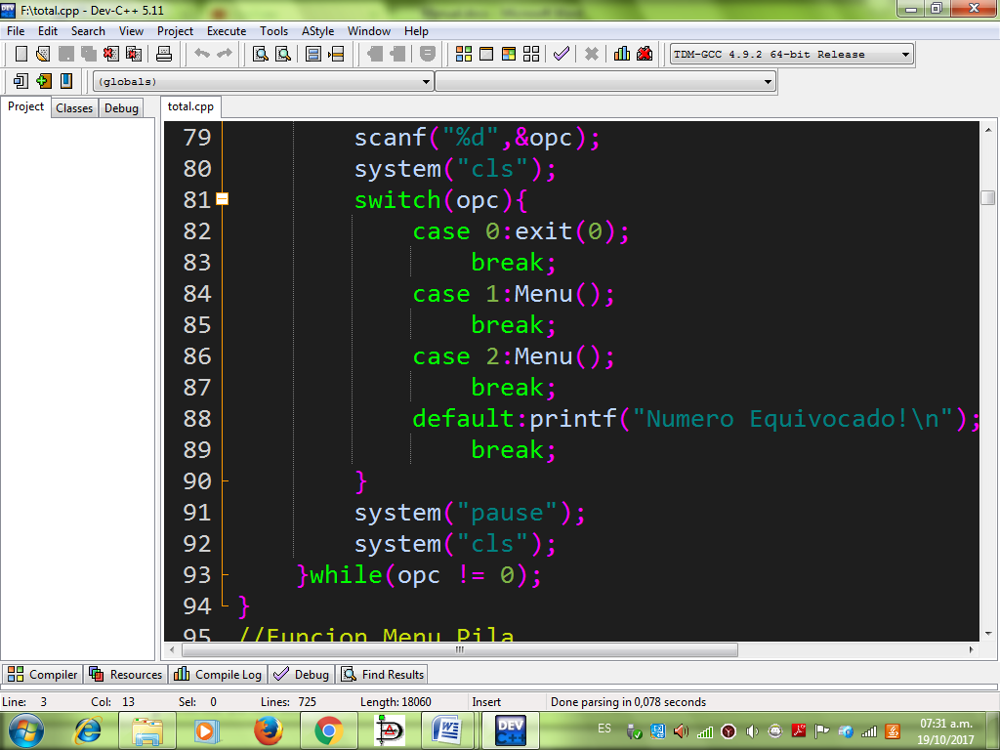 F:\total.cpp - Dev-C++ 5.11
File Edit Search View Project Execute Tools AStyle Window Help
TDM-GCC 4.9.2 64-bit Release
(globals)
Project Classes Debug
total.cpp
79 scanf("%d",&opc);
80 system("cls");
81 switch(opc){
82 case 0:exit(0);
83 break;
84 case 1:Menu();
85 break;
86 case 2:Menu();
87 break;
88 default:printf("Numero Equivocado!\n");
89 break;
90 }
91 system("pause");
92 system("cls");
93 }while(opc != 0);
94 }
95 //Funcion Menu Pila
Compiler Resources Compile Log Debug Find Results
Line: 3 Col: 13 Sel: 0 Lines: 725 Length: 18060 Insert Done parsing in 0,078 seconds
DEV C++
ES
07:31 a.m.
19/10/2017